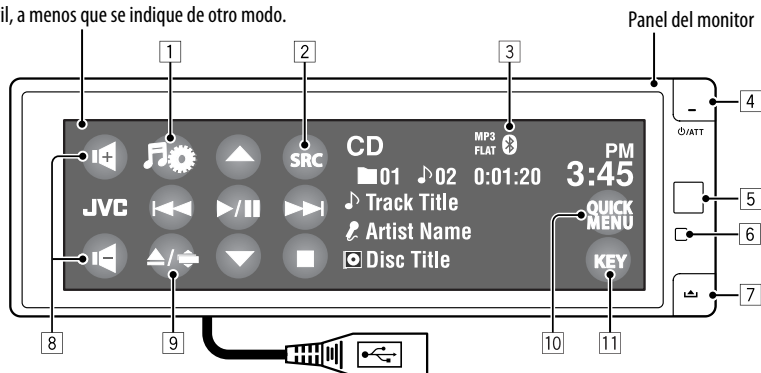 il, a menos que se indique de otro modo.
Panel del monitor
1
2
3
4
SRC
CD
MP3
FLAT
PM
3:45
⏻/ATT
01 02 0:01:20
5
JVC
Track Title
QUICK
MENU
6
Artist Name
Disc Title
KEY
7
8
9
10
11